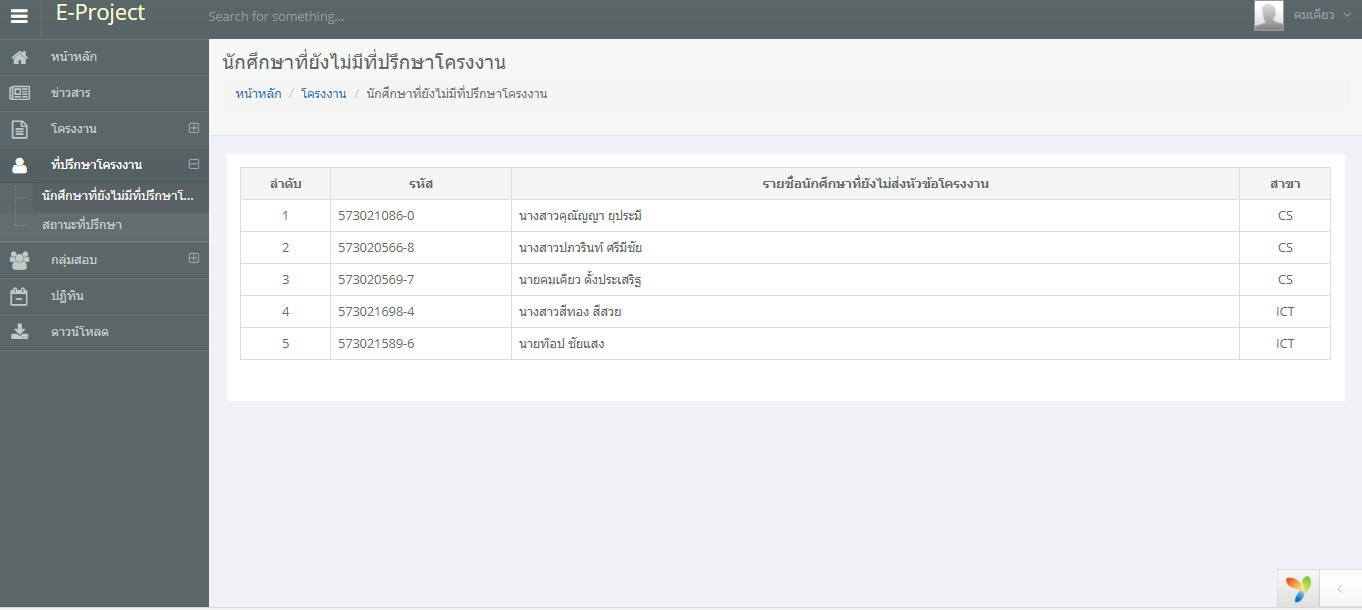 E-Project
Search for something...
คมเคียว
หน้าหลัก
ข่าวสาร
โครงงาน
ที่ปรึกษาโครงงาน
นักศึกษาที่ยังไม่มีที่ปรึกษาโ...
สถานะที่ปรึกษา
กลุ่มสอบ
ปฏิทิน
ดาวน์โหลด
นักศึกษาที่ยังไม่มีที่ปรึกษาโครงงาน
หน้าหลัก / โครงงาน / นักศึกษาที่ยังไม่มีที่ปรึกษาโครงงาน
ลำดับ รหัส รายชื่อนักศึกษาที่ยังไม่ส่งหัวข้อโครงงาน สาขา
1 573021086-0 นางสาวคุณัญญา ยุประมี CS
2 573020566-8 นางสาวปภวรินท์ ศรีมีชัย CS
3 573020569-7 นายคมเคียว ตั้งประเสริฐ CS
4 573021698-4 นางสาวสีทอง สีสวย ICT
5 573021589-6 นายท๊อป ชัยแสง ICT